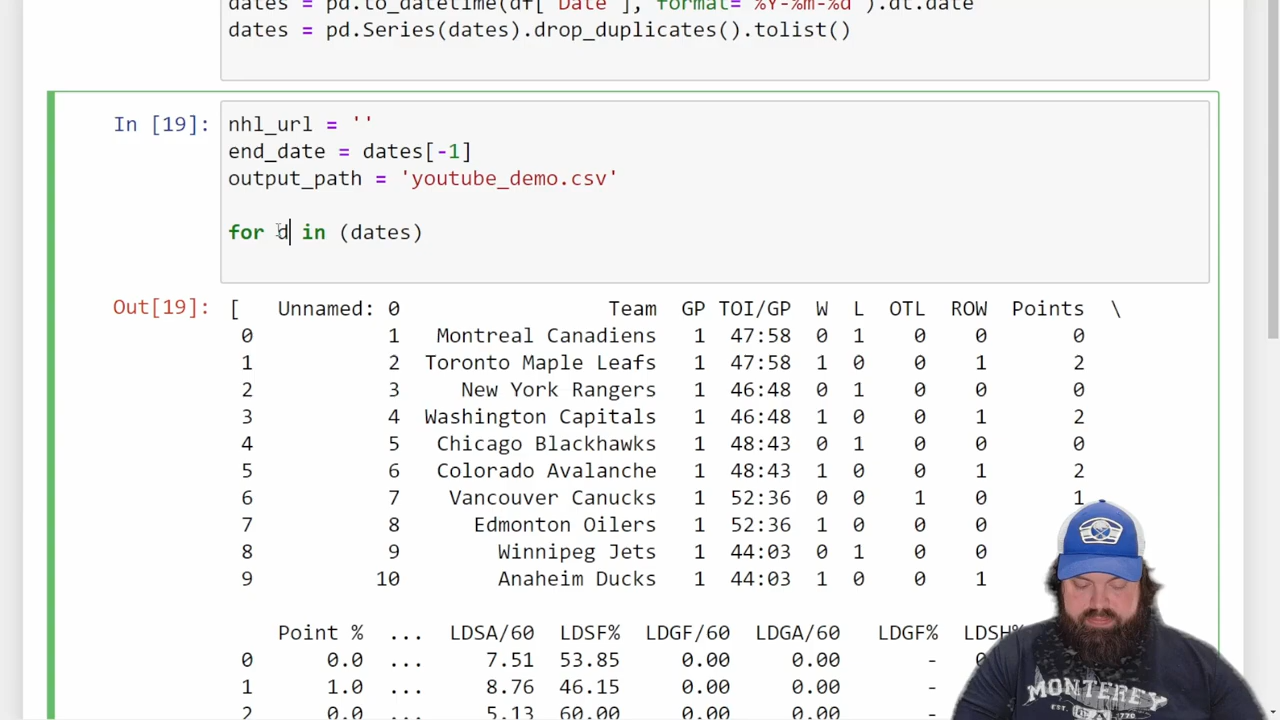 dates = pd.to_datetime(df['Date'], format='%Y-%m-%d').dt.date
dates = pd.Series(dates).drop_duplicates().tolist()
In [19]:
nhl_url = ''
end_date = dates[-1]
output_path = 'youtube_demo.csv'
for d in (dates)
Out[19]:
[ Unnamed: 0 Team GP TOI/GP W L OTL ROW Points \
0 1 Montreal Canadiens 1 47:58 0 1 0 0 0
1 2 Toronto Maple Leafs 1 47:58 1 0 0 1 2
2 3 New York Rangers 1 46:48 0 1 0 0 0
3 4 Washington Capitals 1 46:48 1 0 0 1 2
4 5 Chicago Blackhawks 1 48:43 0 1 0 0 0
5 6 Colorado Avalanche 1 48:43 1 0 0 1 2
6 7 Vancouver Canucks 1 52:36 0 0 1 0 1
7 8 Edmonton Oilers 1 52:36 1 0 0 0
8 9 Winnipeg Jets 1 44:03 0 1 0 0
9 10 Anaheim Ducks 1 44:03 1 0 0 1
Point % ... LDSA/60 LDSF% LDGF/60 LDGA/60 LDGF% LDSH%
0 0.0 ... 7.51 53.85 0.00 0.00 -
1 1.0 ... 8.76 46.15 0.00 0.00 -
2 0.0 ... 5.13 60.00 0.00 0.00 -
MONTEREY